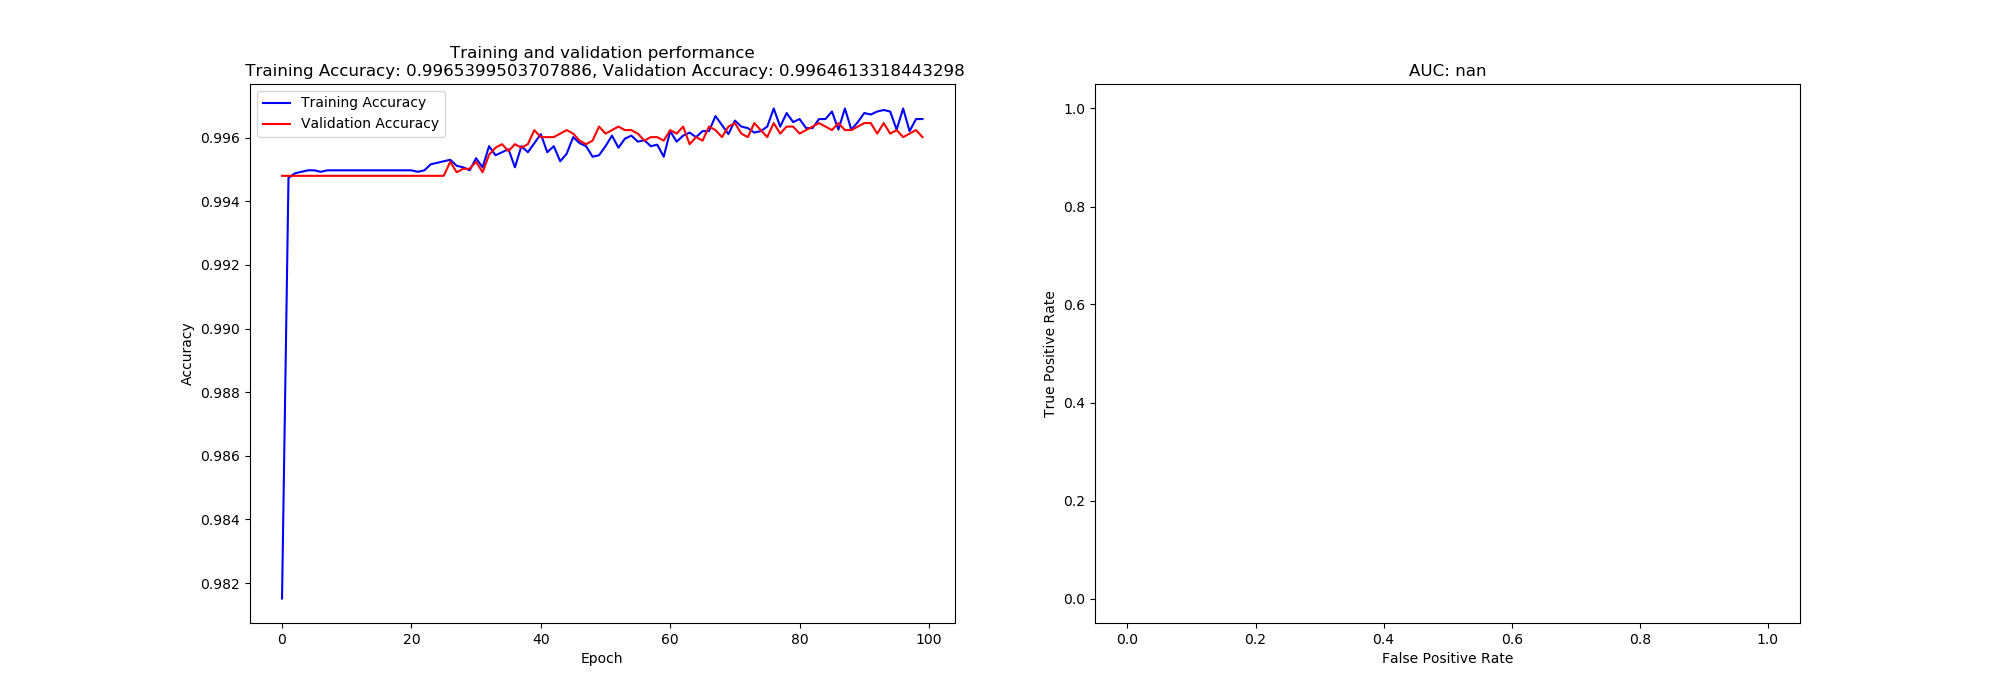 Training and validation performance
Training Accuracy: 0.9965399503707886, Validation Accuracy: 0.9964613318443298
Training Accuracy
Validation Accuracy
0.996
0.994
0.992
0.990
0.988
0.986
0.984
0.982
Accuracy
0
20
40
60
80
100
Epoch
AUC: nan
1.0
0.8
0.6
0.4
0.2
0.0
True Positive Rate
0.0
0.2
0.4
0.6
0.8
1.0
False Positive Rate